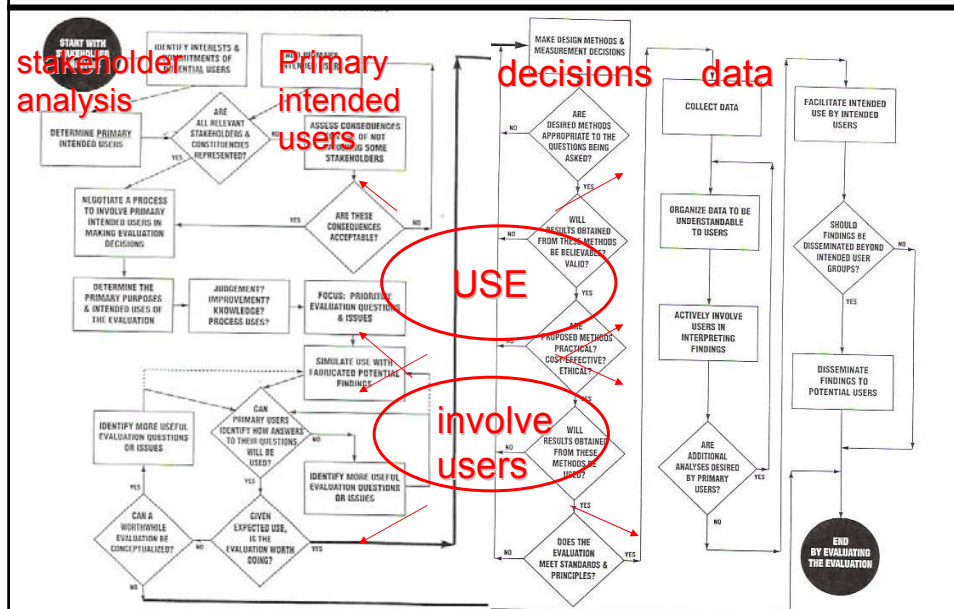 START WITH
STAKEHOLDER
stakeholder
analysis
IDENTIFY INTERESTS &
COMMITMENTS OF
POTENTIAL USERS
Primary
intended
users
DETERMINE PRIMARY
INTENDED USERS
ARE
ALL RELEVANT
STAKEHOLDERS &
CONSTITUENCIES
REPRESENTED?
NO
YES
ASSESS CONSEQUENCES
OF NOT
SOME
STAKEHOLDERS
NEGOTIATE A PROCESS
TO INVOLVE PRIMARY
INTENDED USERS IN
MAKING EVALUATION
DECISIONS
YES
ARE THESE
CONSEQUENCES
ACCEPTABLE?
NO
DETERMINE THE
PRIMARY PURPOSES
& INTENDED USES OF
THE EVALUATION
JUDGEMENT?
IMPROVEMENT?
KNOWLEDGE?
PROCESS USES?
FOCUS: PRIORITIZE
EVALUATION QUESTIONS
& ISSUES
SIMULATE USE WITH
FABRICATED POTENTIAL
FINDINGS
IDENTIFY MORE USEFUL
EVALUATION QUESTIONS
OR ISSUES
CAN
PRIMARY USERS
IDENTIFY HOW ANSWERS
TO THEIR QUESTIONS
WILL BE
USED?
NO
YES
IDENTIFY MORE USEFUL
EVALUATION QUESTIONS
OR ISSUES
YES
CAN A
WORTHWHILE
EVALUATION BE
CONCEPTUALIZED?
NO
NO
GIVEN
EXPECTED USE,
IS THE
EVALUATION WORTH
DOING?
YES
USE
involve
users
MAKE DESIGN METHODS &
MEASUREMENT DECISIONS
decisions
NO
ARE
DESIRED METHODS
APPROPRIATE TO THE
QUESTIONS BEING
ASKED?
YES
NO
WILL
RESULTS OBTAINED
FROM THESE METHODS
BE BELIEVABLE?
VALID?
YES
NO
ARE
PROPOSED METHODS
PRACTICAL?
COST-EFFECTIVE?
ETHICAL?
YES
NO
WILL
RESULTS OBTAINED
FROM THESE
METHODS BE
USED?
YES
NO
DOES THE
EVALUATION
MEET STANDARDS &
PRINCIPLES?
YES
NO
data
COLLECT DATA
ORGANIZE DATA TO BE
UNDERSTANDABLE
TO USERS
ACTIVELY INVOLVE
USERS IN
INTERPRETING
FINDINGS
ARE
ADDITIONAL
ANALYSES DESIRED
BY PRIMARY
USERS?
YES
NO
FACILITATE INTENDED
USE BY INTENDED
USERS
SHOULD
FINDINGS BE
DISSEMINATED BEYOND
INTENDED USER
GROUPS?
NO
YES
DISSEMINATE
FINDINGS TO
POTENTIAL USERS
END
BY EVALUATING
THE EVALUATION